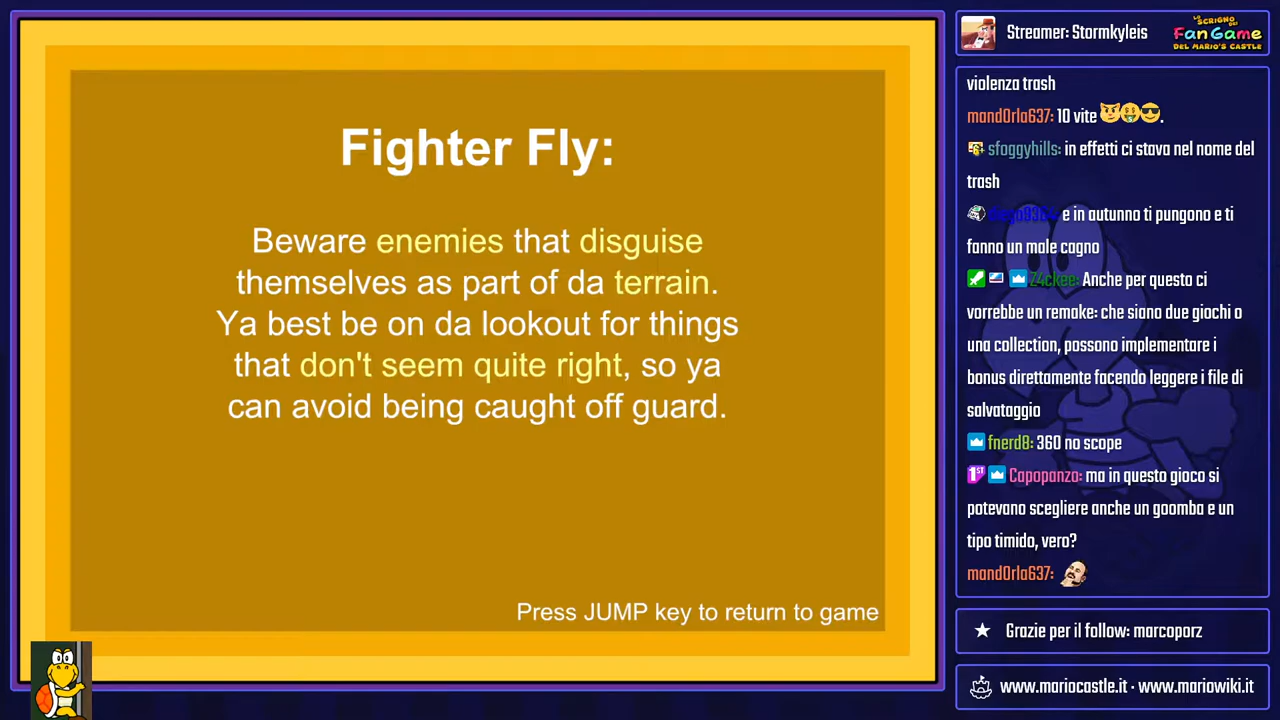 Fighter Fly:
Beware enemies that disguise
themselves as part of da terrain.
Ya best be on da lookout for things
that don't seem quite right, so ya
can avoid being caught off guard.
Press JUMP key to return to game
Streamer: Stormkyleis
LO SCRIGNO DEI
FanGame
DEL MARIO'S CASTLE
violenza trash
mand0rla637: 10 vite .
sfoggyhills: in effetti ci stava nel nome del
trash
e in autunno ti pungono e ti
fanno un male cagno
Z4ckee: Anche per questo ci
vorrebbe un remake: che siano due giochi o
una collection, possono implementare i
bonus direttamente facendo leggere i file di
salvataggio
fnerd8: 360 no scope
1ST Capopanzo: ma in questo gioco si
potevano scegliere anche un goomba e un
tipo timido, vero?
mand0rla637:
Grazie per il follow: marcoporz
www.mariocastle.it · www.mariowiki.it